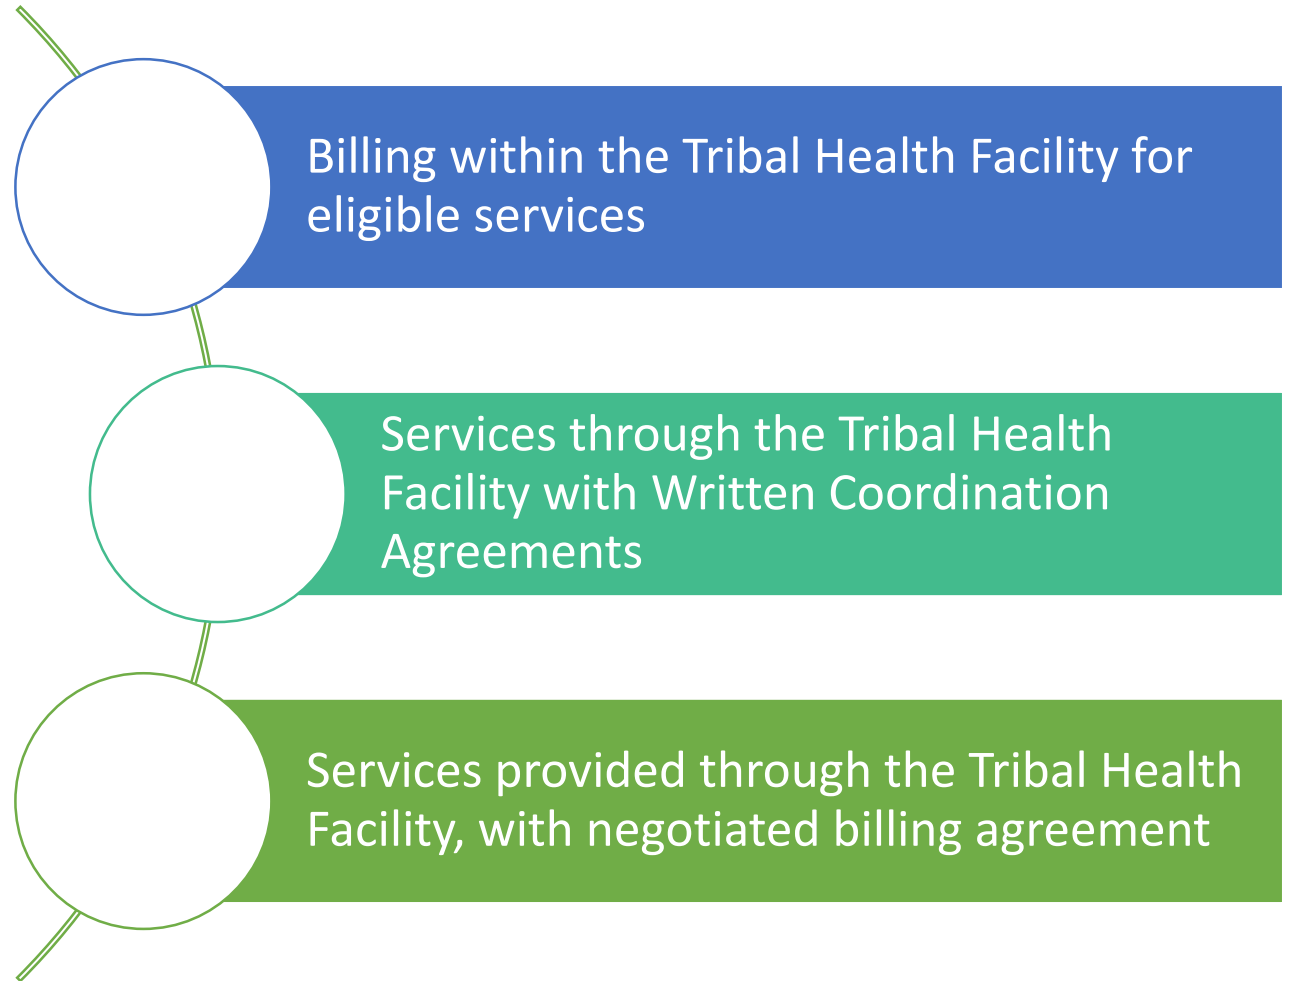 Billing within the Tribal Health Facility for
eligible services
Services through the Tribal Health
Facility with Written Coordination
Agreements
Services provided through the Tribal Health
Facility, with negotiated billing agreement